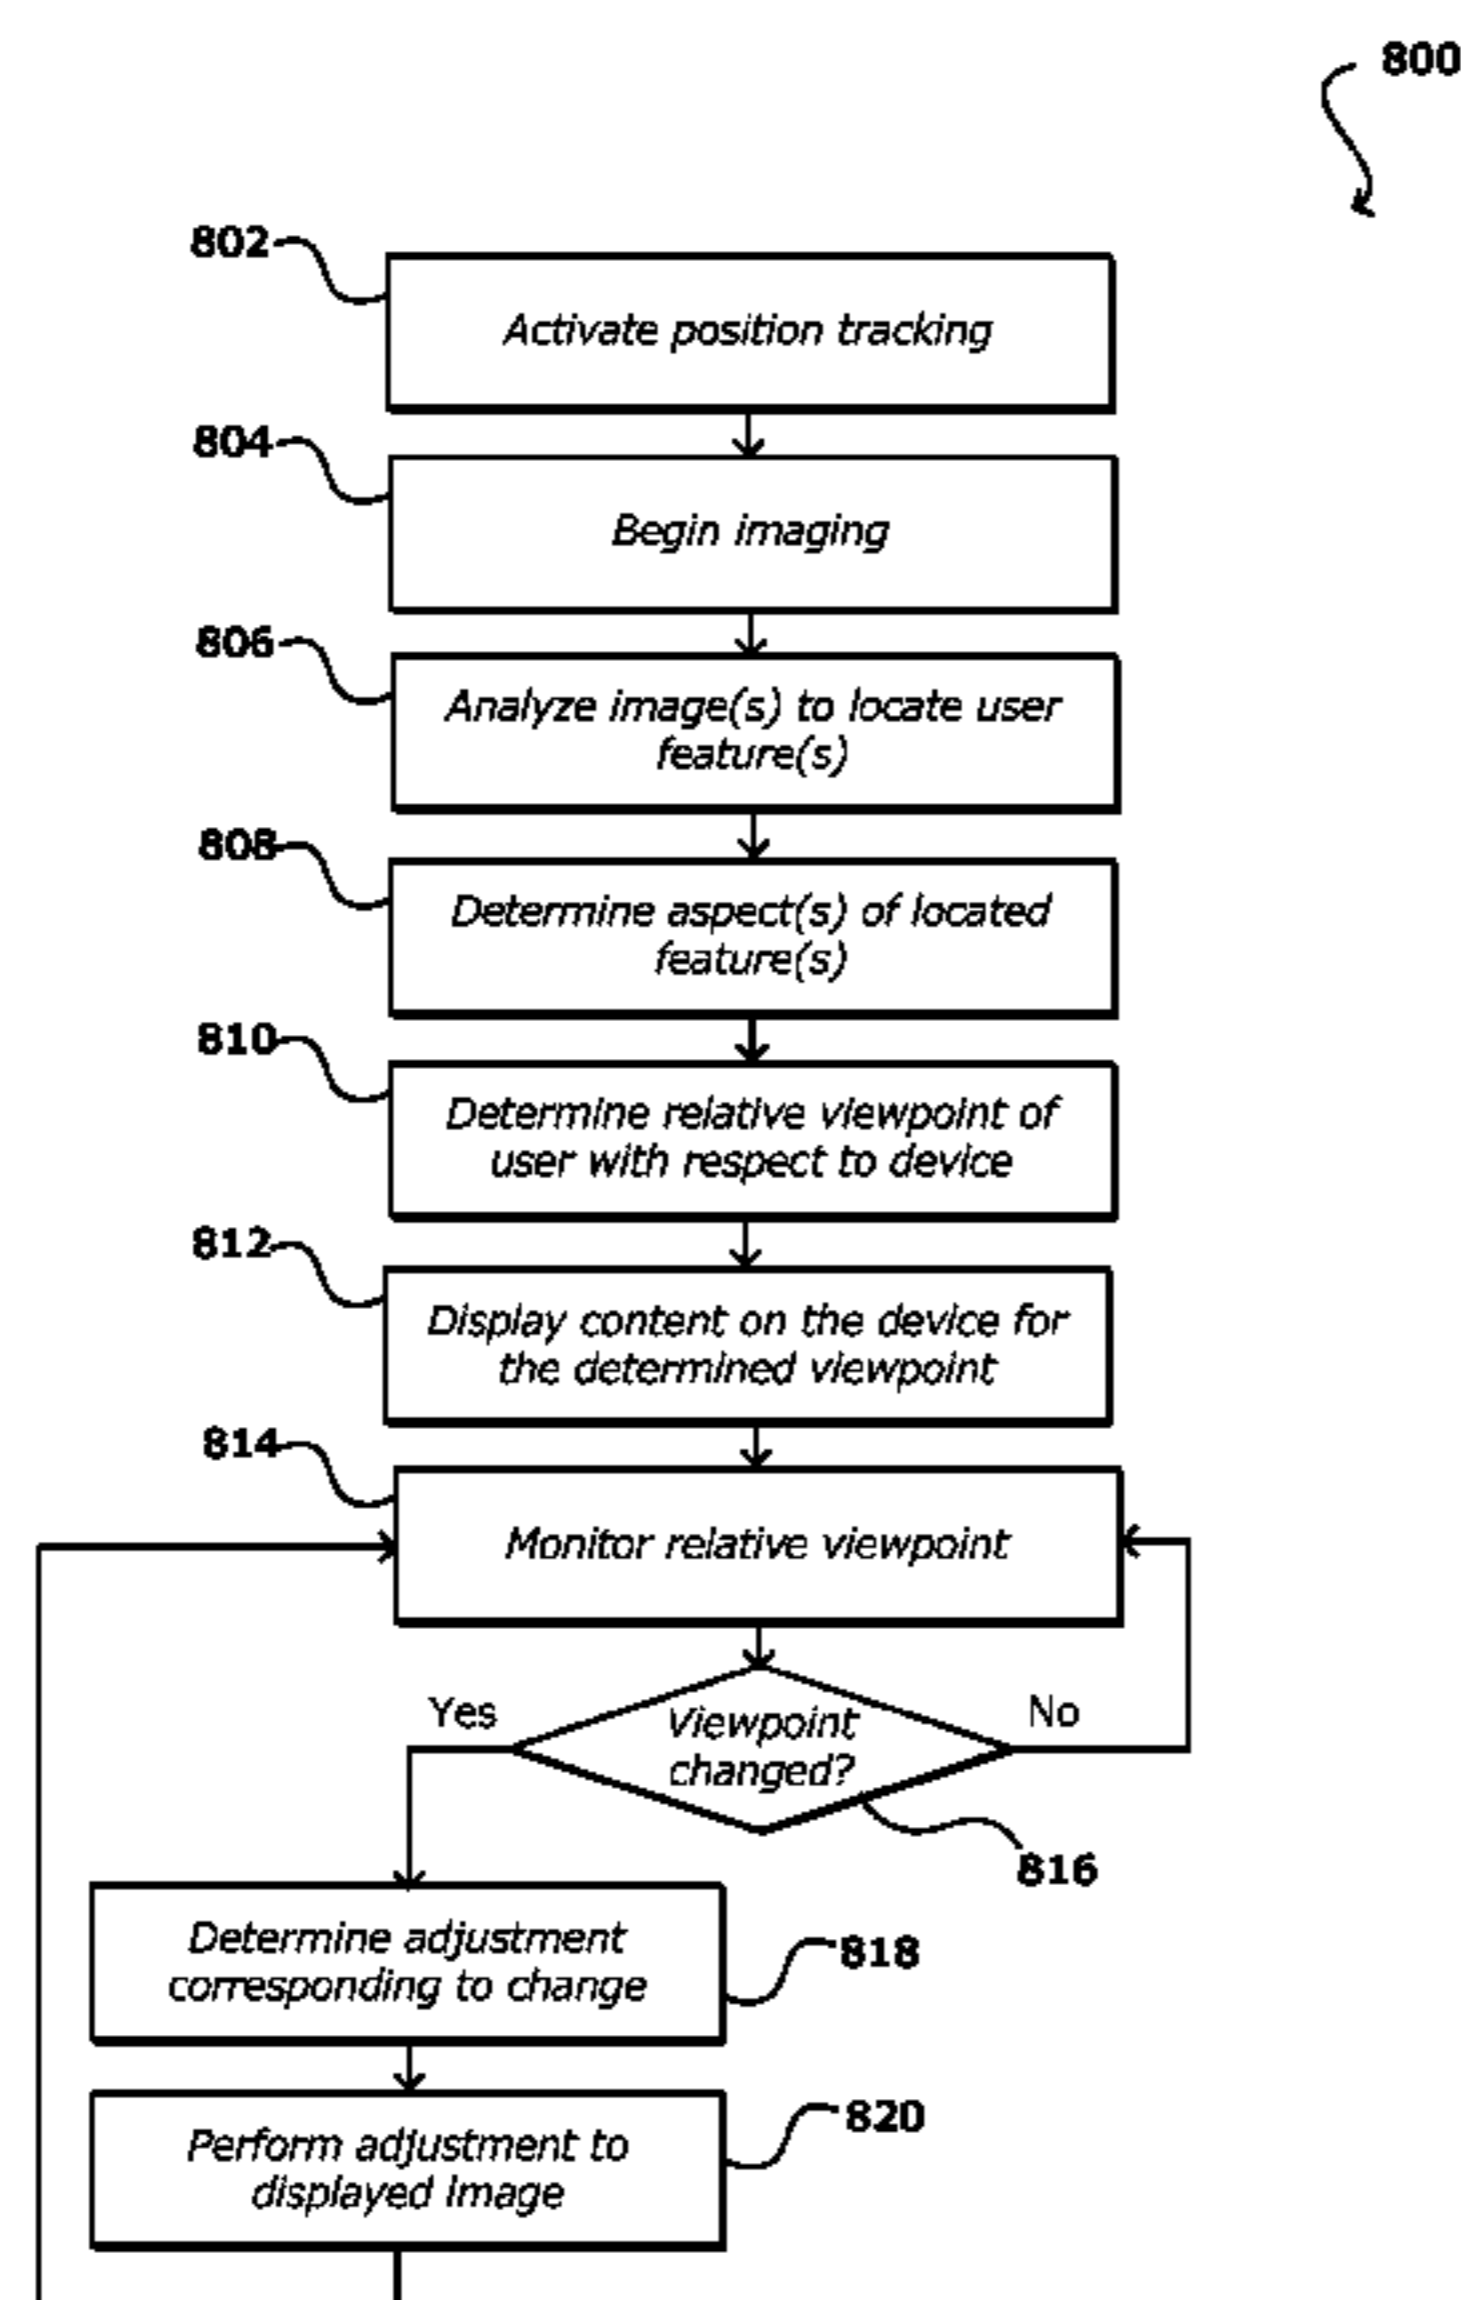 800
802
Activate position tracking
804
Begin imaging
806
Analyze image(s) to locate user
feature(s)
808
Determine aspect(s) of located
feature(s)
810
Determine relative viewpoint of
user with respect to device
812
Display content on the device for
the determined viewpoint
814
Monitor relative viewpoint
Yes
Viewpoint
changed?
No
816
Determine adjustment
corresponding to change
818
Perform adjustment to
displayed image
820